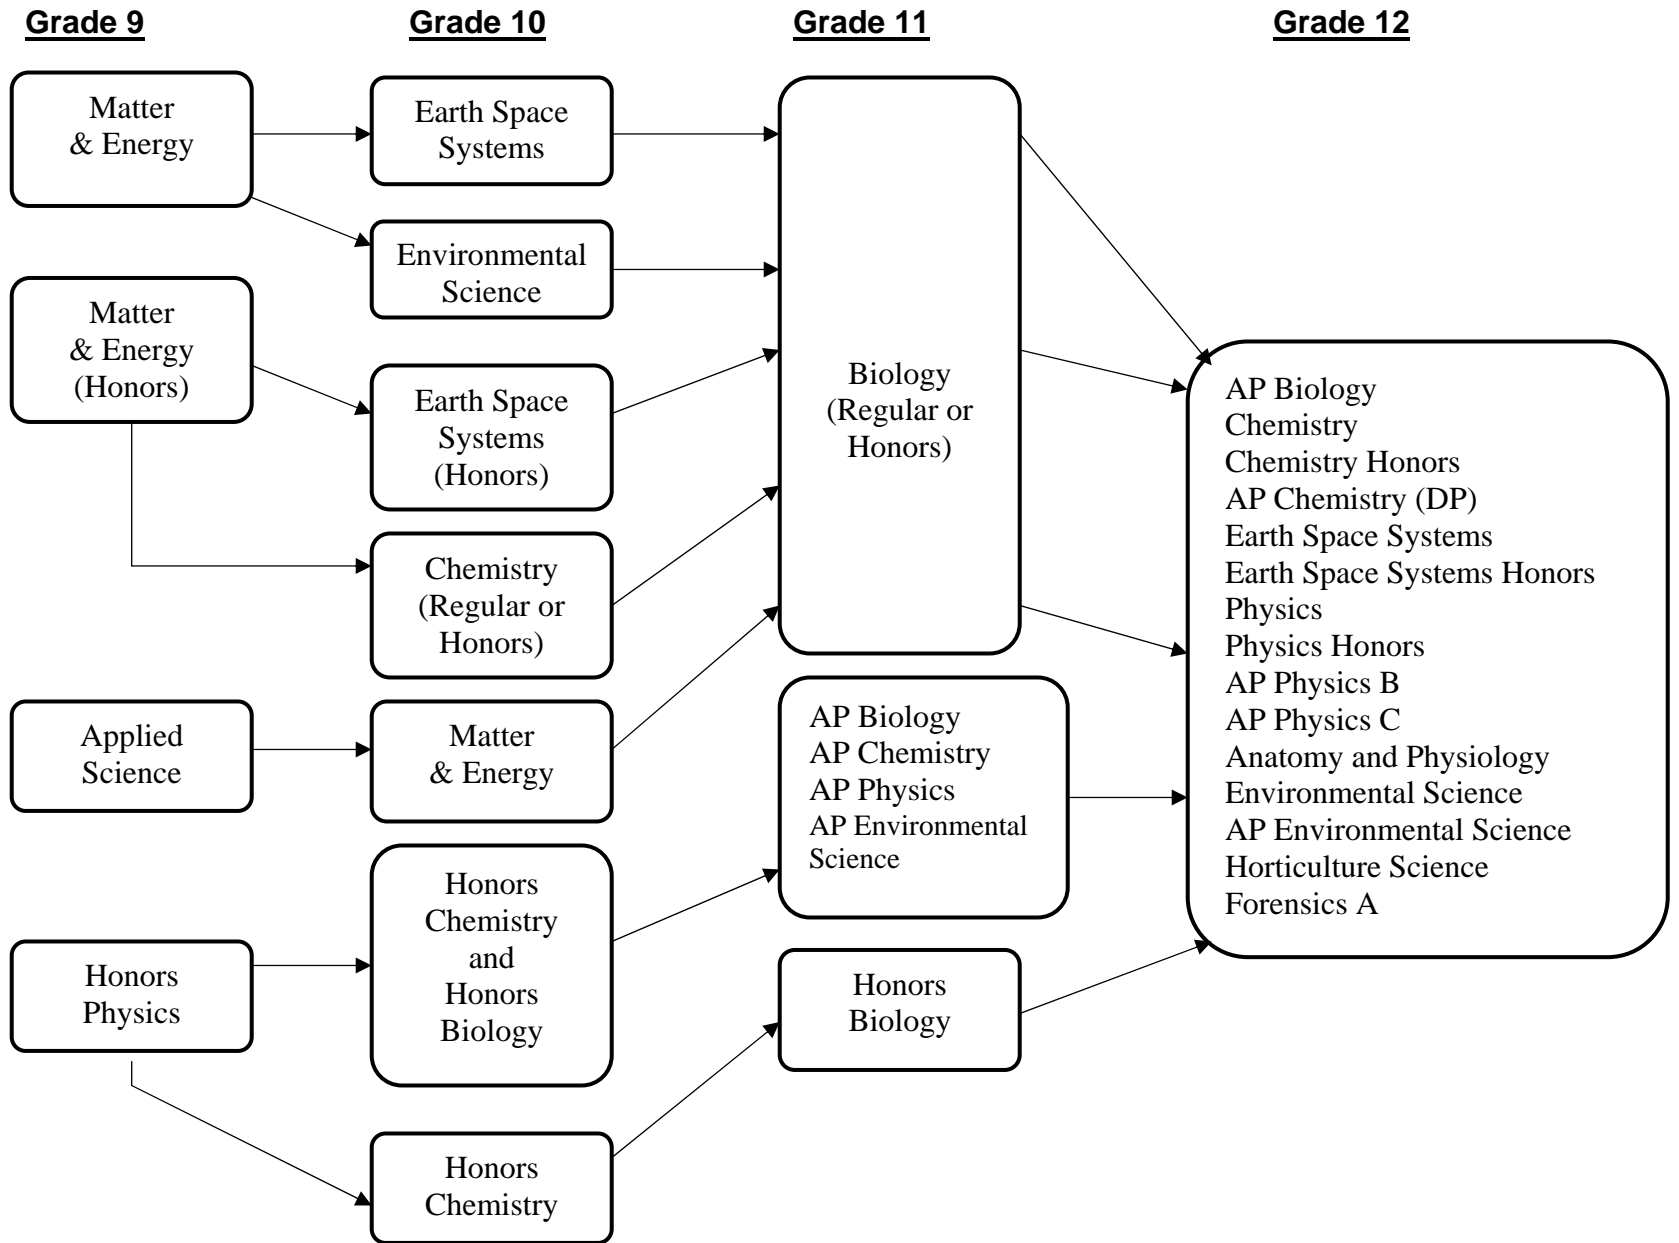 Grade 9
Grade 10
Grade 11
Grade 12
Matter
& Energy
Matter
& Energy
(Honors)
Applied
Science
Honors
Physics
Earth Space
Systems
Environmental
Science
Earth Space
Systems
(Honors)
Chemistry
(Regular or
Honors)
Matter
& Energy
Honors
Chemistry
and
Honors
Biology
Honors
Chemistry
Biology
(Regular or
Honors)
AP Biology
AP Chemistry
AP Physics
AP Environmental
Science
Honors
Biology
AP Biology
Chemistry
Chemistry Honors
AP Chemistry (DP)
Earth Space Systems
Earth Space Systems Honors
Physics
Physics Honors
AP Physics B
AP Physics C
Anatomy and Physiology
Environmental Science
AP Environmental Science
Horticulture Science
Forensics A